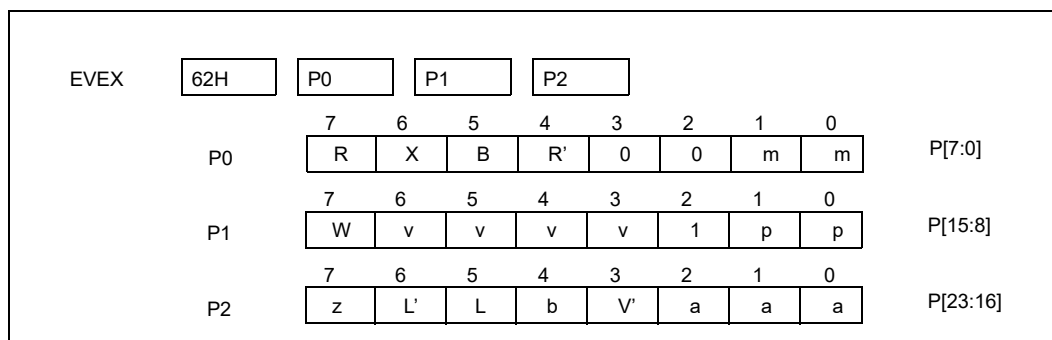 EVEX 62H P0 P1 P2
7 6 5 4 3 2 1 0
P0 R X B R’ 0 0 m m P[7:0]
7 6 5 4 3 2 1 0
P1 W v v v v 1 p p P[15:8]
7 6 5 4 3 2 1 0
P2 z L’ L b V’ a a a P[23:16]